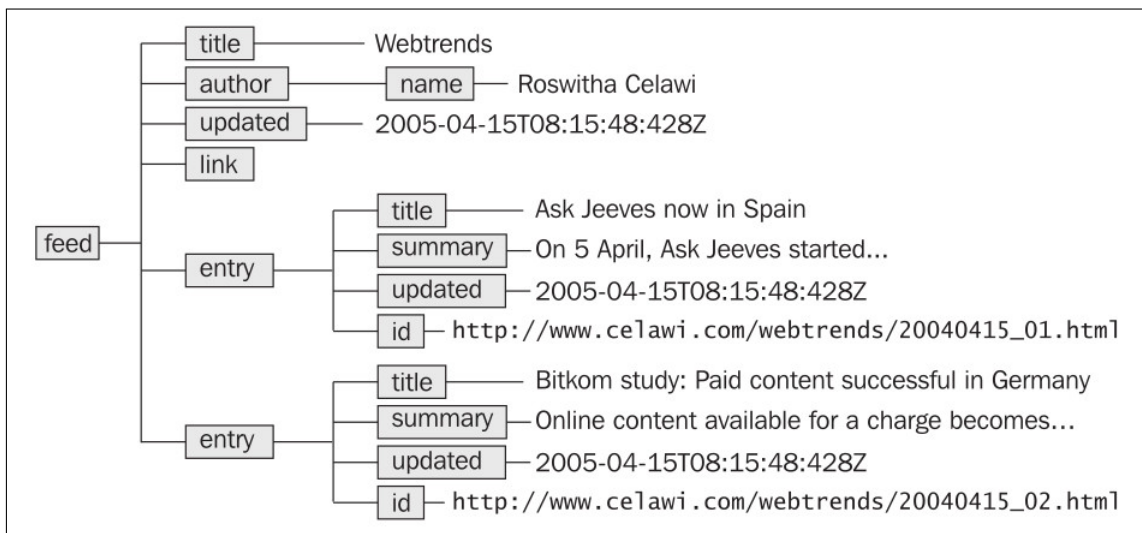 title Webtrends
author name Roswitha Celawi
updated 2005-04-15T08:15:48:428Z
link
feed
entry
title Ask Jeeves now in Spain
summary On 5 April, Ask Jeeves started...
updated 2005-04-15T08:15:48:428Z
id http://www.celawi.com/webtrends/20040415_01.html
entry
title Bitkom study: Paid content successful in Germany
summary Online content available for a charge becomes...
updated 2005-04-15T08:15:48:428Z
id http://www.celawi.com/webtrends/20040415_02.html